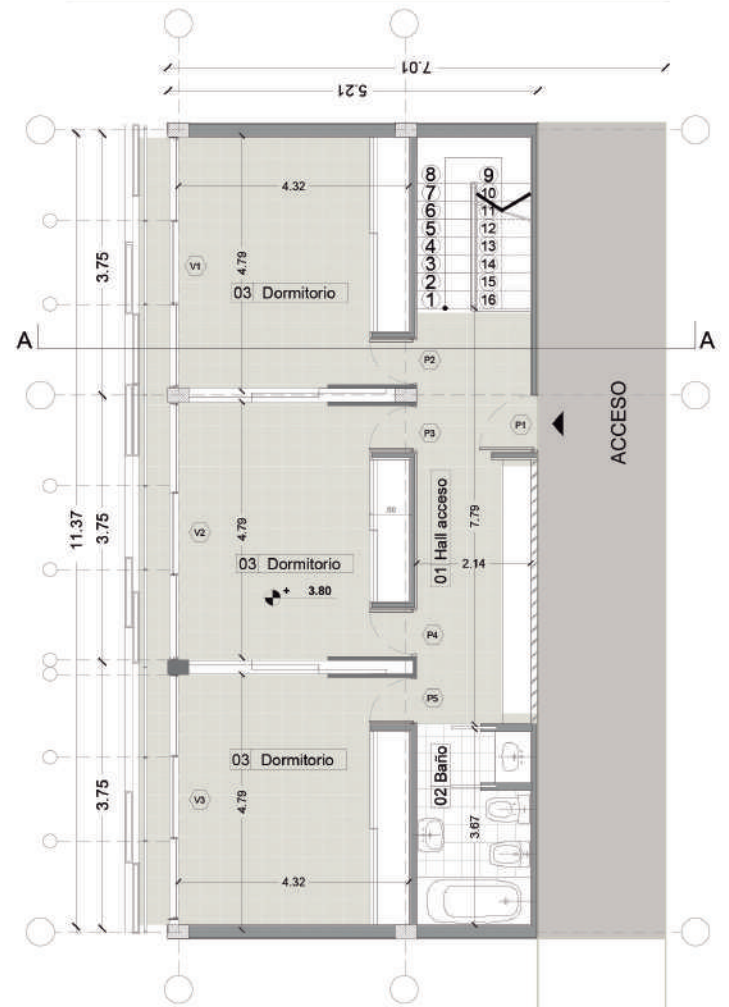 7.01
5.21
8 9
7 10
6 11
5 12
4 13
3 14
2 15
1 16
4.32
3.75
V1
4.79
03 Dormitorio
A
A
P2
P3
P1
ACCESO
11.37
3.75
V2
4.79
03 Dormitorio
+ 3.80
01 Hall acceso
7.79
2.14
P4
P5
03 Dormitorio
3.75
V3
4.79
02 Baño
3.67
4.32